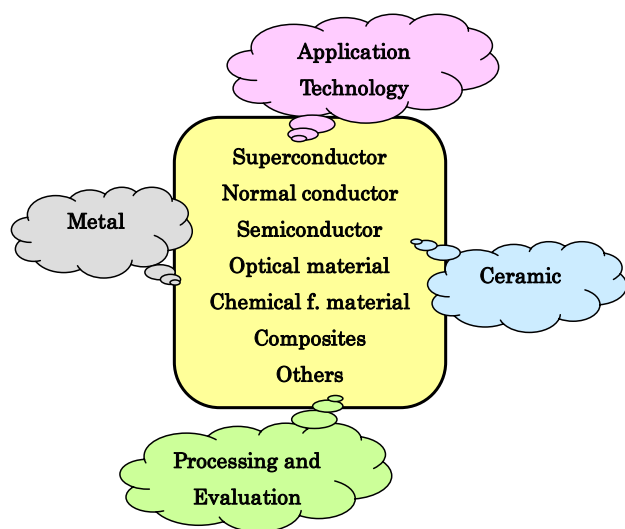 Application
Technology
Superconductor
Normal conductor
Metal
Semiconductor
Optical material
Ceramic
Chemical f. material
Composites
Others
Processing and
Evaluation